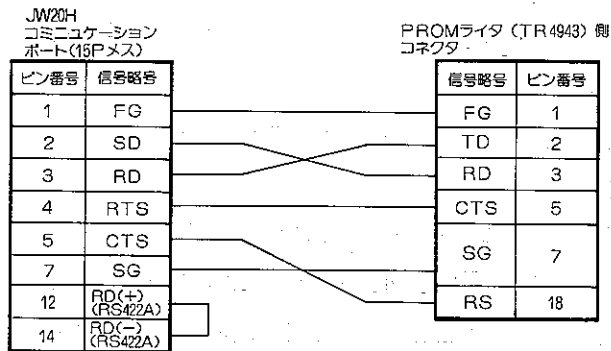 JW20H
コミニュケーション
ポート(15Pメス)
ピン番号 信号略号
1 FG
2 SD
3 RD
4 RTS
5 CTS
7 SG
12 RD(+)
(RS422A)
14 RD(-)
(RS422A)
PROMライタ(TR4943)側
コネクタ
信号略号 ピン番号
FG 1
TD 2
RD 3
CTS 5
SG 7
RS 18